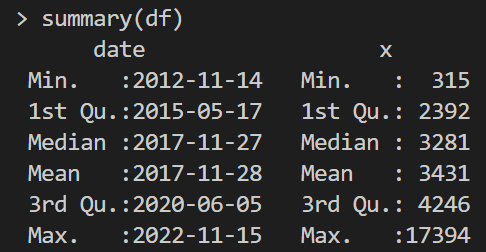 > summary(df)
      date                  x
 Min.   :2012-11-14   Min.   :  315
 1st Qu.:2015-05-17   1st Qu.: 2392
 Median :2017-11-27   Median : 3281
 Mean   :2017-11-28   Mean   : 3431
 3rd Qu.:2020-06-05   3rd Qu.: 4246
 Max.   :2022-11-15   Max.   :17394